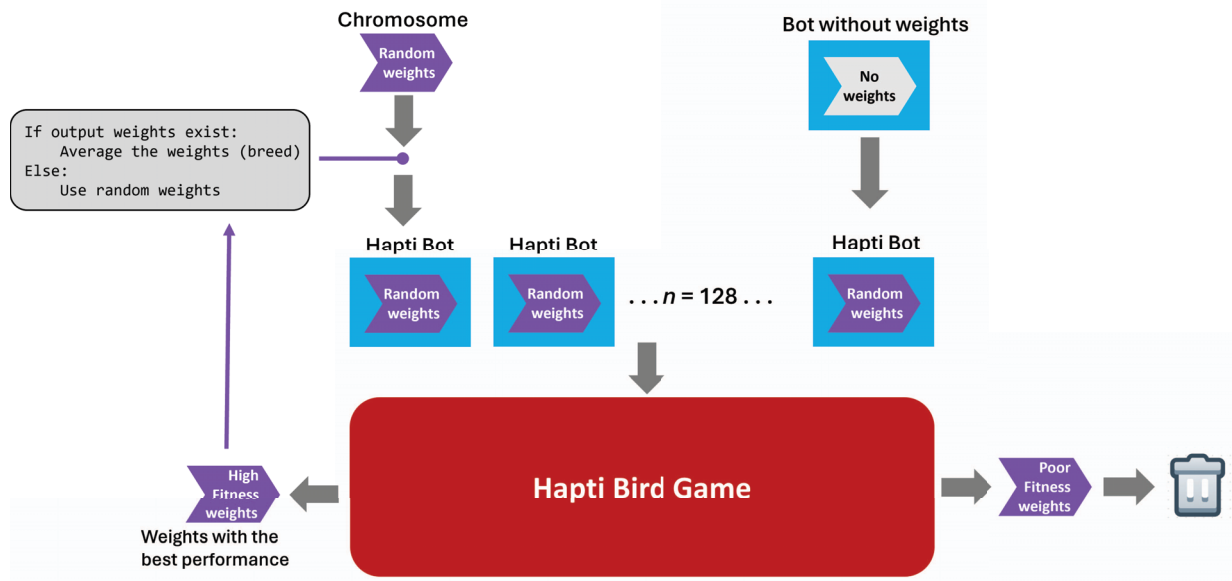 Chromosome
Random
weights
Bot without weights
No
weights
If output weights exist:
    Average the weights (breed)
Else:
    Use random weights
Hapti Bot
Random
weights
Hapti Bot
Random
weights
. . . n = 128 . . .
Hapti Bot
Random
weights
Hapti Bird Game
High
Fitness
weights
Weights with the
best performance
Poor
Fitness
weights